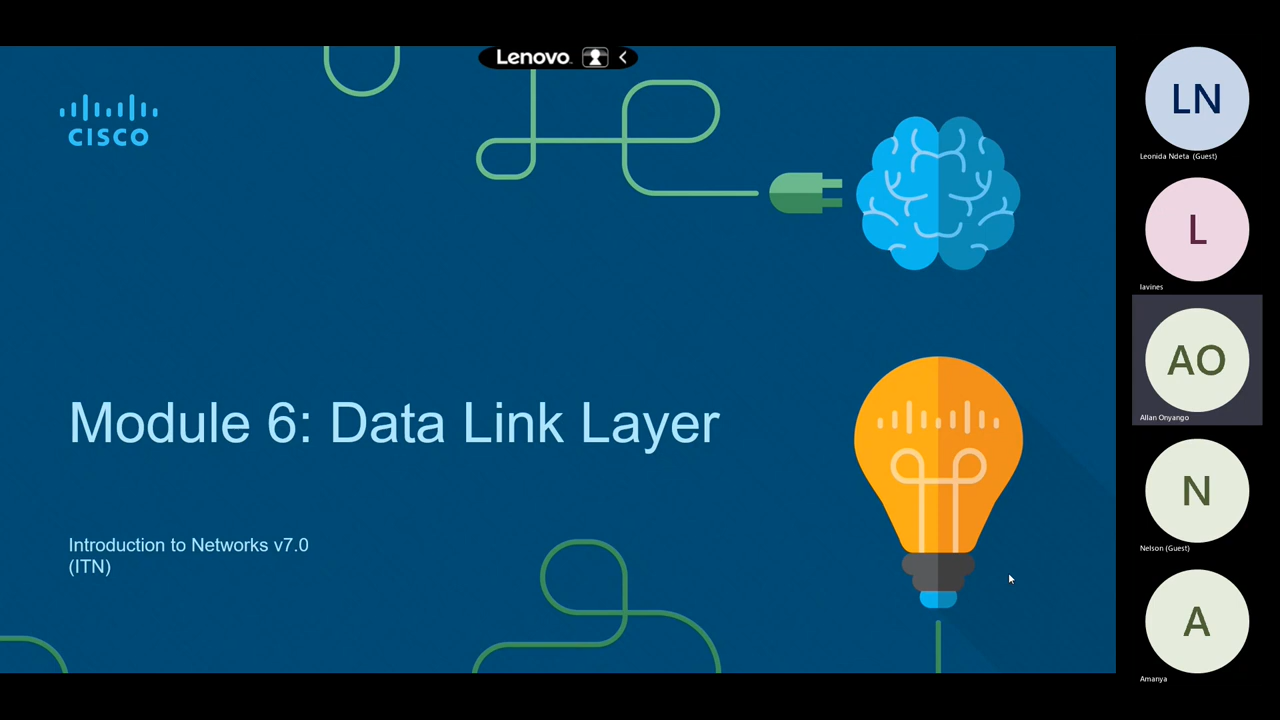 Lenovo
CISCO
Module 6: Data Link Layer
Introduction to Networks v7.0
(ITN)
LN
Leonida Ndeta (Guest)
L
lavines
AO
Allan Onyango
N
Nelson (Guest)
A
Amanya